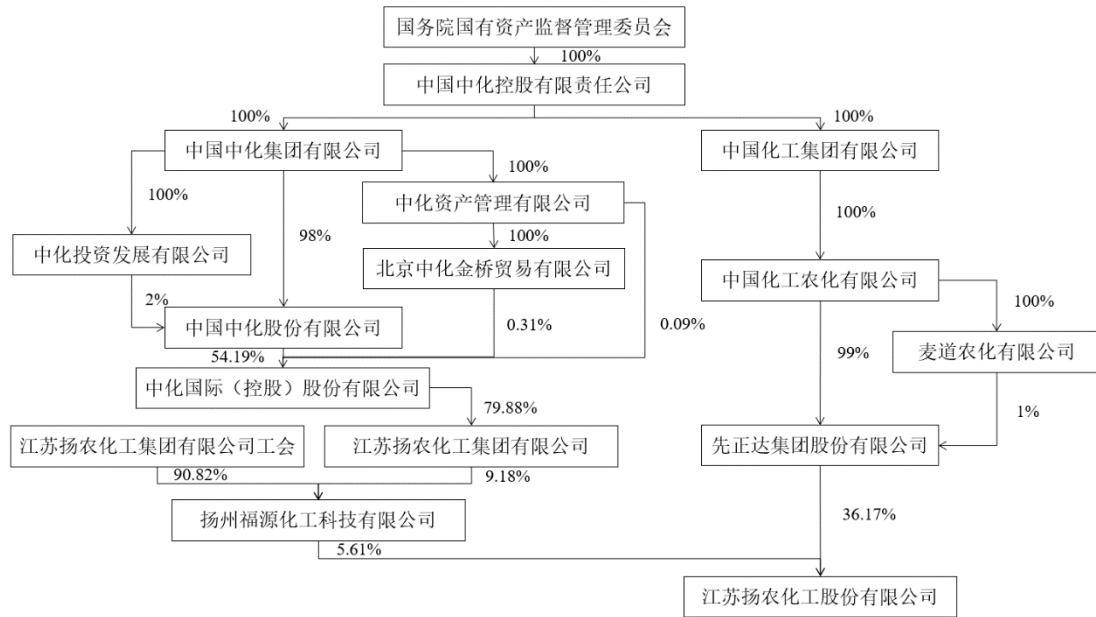 国务院国有资产监督管理委员会
100%
中国中化控股有限责任公司
100%
100%
中国中化集团有限公司
中国化工集团有限公司
100%
100%
中化资产管理有限公司
100%
100%
中化投资发展有限公司
98%
北京中化金桥贸易有限公司
中国化工农化有限公司
2%
100%
中国中化股份有限公司
0.31%
0.09%
99%
麦道农化有限公司
54.19%
中化国际（控股）股份有限公司
79.88%
1%
江苏扬农化工集团有限公司工会
江苏扬农化工集团有限公司
先正达集团股份有限公司
90.82%
9.18%
扬州福源化工科技有限公司
36.17%
5.61%
江苏扬农化工股份有限公司